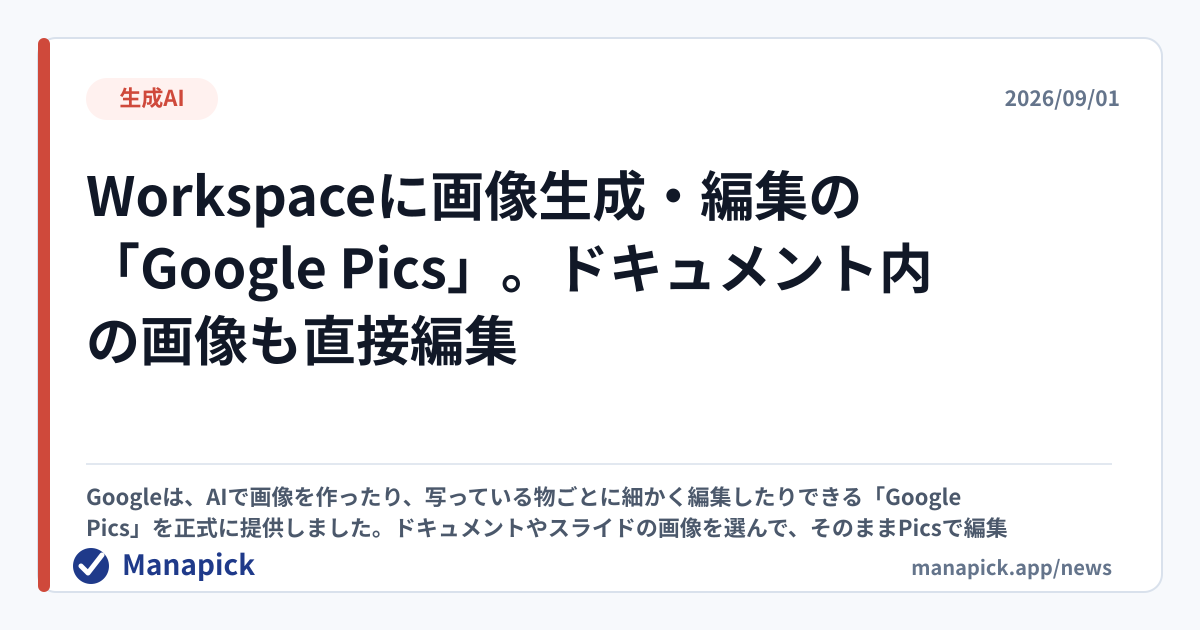 生成AI
2026/09/01
Workspaceに画像生成・編集の
「Google Pics」。ドキュメント内
の画像も直接編集
Googleは、AIで画像を作ったり、写っている物ごとに細かく編集したりできる「Google
Pics」を正式に提供しました。ドキュメントやスライドの画像を選んで、そのままPicsで編集
Manapick
manapick.app/news